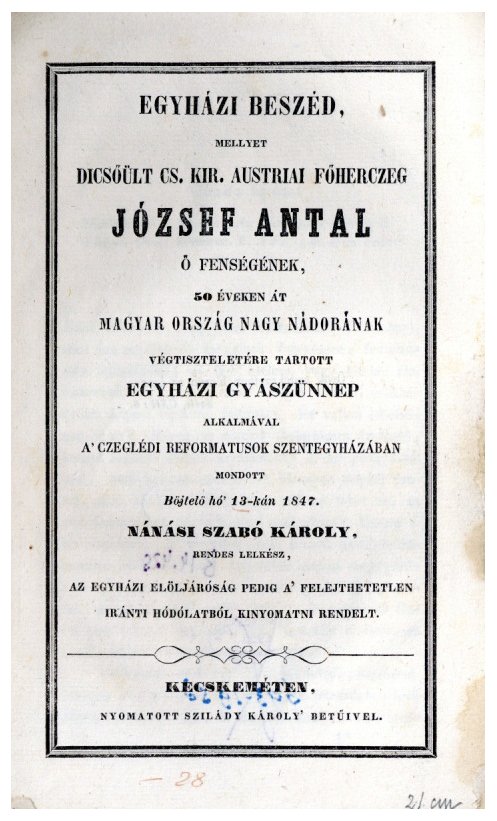 EGYHÁZI BESZÉD,
MELLYET
DICSŐÜLT CS. KIR. AUSTRIAI FŐHERCZEG
JÓZSEF ANTAL
Ő FENSÉGÉNEK,
50 ÉVEKEN ÁT
MAGYAR ORSZÁG NAGY NÁDORÁNAK
VÉGTISZTELETÉRE TARTOTT
EGYHÁZI GYÁSZÜNNEP
ALKALMÁVAL
A' CZEGLÉDI REFORMATUSOK SZENTEGYHÁZÁBAN
MONDOTT
Böjtelő hó' 13-kán 1847.
NÁNÁSI SZABÓ KÁROLY,
RENDES LELKÉSZ,
AZ EGYHÁZI ELÖLJÁRÓSÁG PEDIG A' FELEJTHETETLEN
IRÁNTI HÓDÓLATBÓL KINYOMATNI RENDELT.
KECSKEMÉTEN,
NYOMATOTT SZILÁDY KÁROLY' BETŰIVEL.
– 28
21 cm